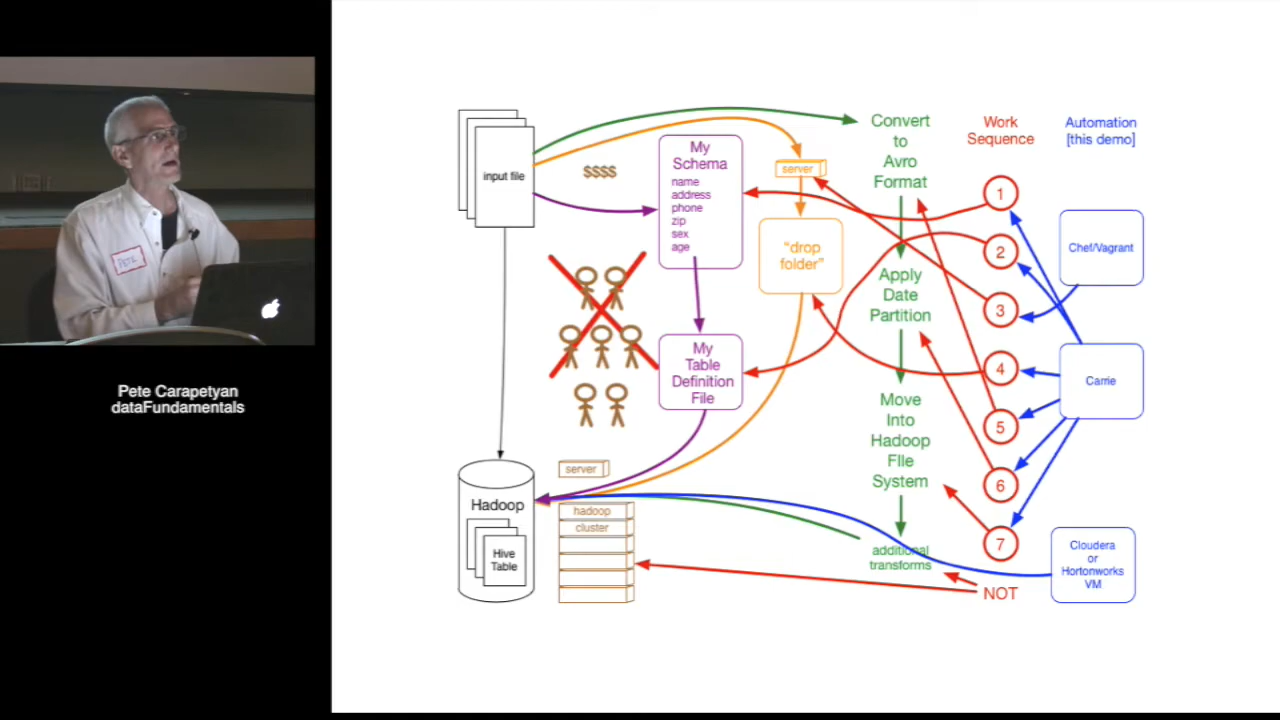 PETE
Pete Carapetyan
dataFundamentals
input file
$$$$
My
Schema
name
address
phone
zip
sex
age
server
"drop
folder"
Convert
to
Avro
Format
Apply
Date
Partition
Move
Into
Hadoop
FIle
System
additional
transforms
Work
Sequence
1
2
3
4
5
6
7
NOT
Automation
[this demo]
Chef/Vagrant
Carrie
Cloudera
or
Hortonworks
VM
My
Table
Definition
File
server
Hadoop
Hive
Table
hadoop
cluster